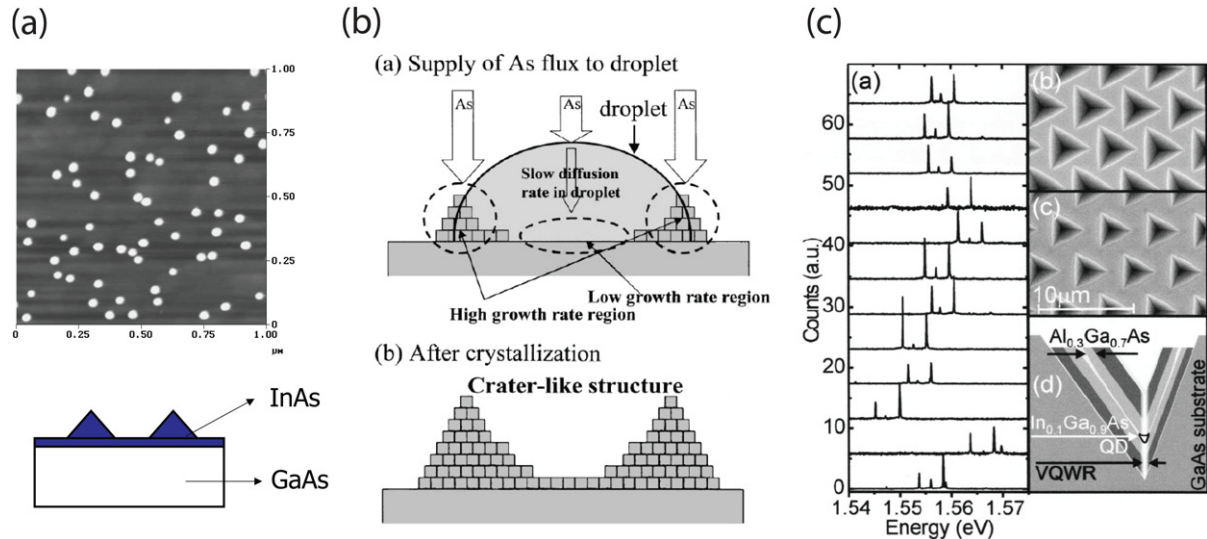 (a)
1.00
0.75
0.50
0.25
0
0
0.25
0.50
0.75
1.00
μM
InAs
GaAs
(b)
(a) Supply of As flux to droplet
As
As
As
droplet
Slow diffusion
rate in droplet
Low growth rate region
High growth rate region
(b) After crystallization
Crater-like structure
(c)
(a)
Counts (a.u.)
60
50
40
30
20
10
0
1.54
1.55
1.56
1.57
Energy (eV)
(b)
(c)
10μm
Al0.3Ga0.7As
(d)
In0.1Ga0.9As
QD
VQWR
GaAs substrate